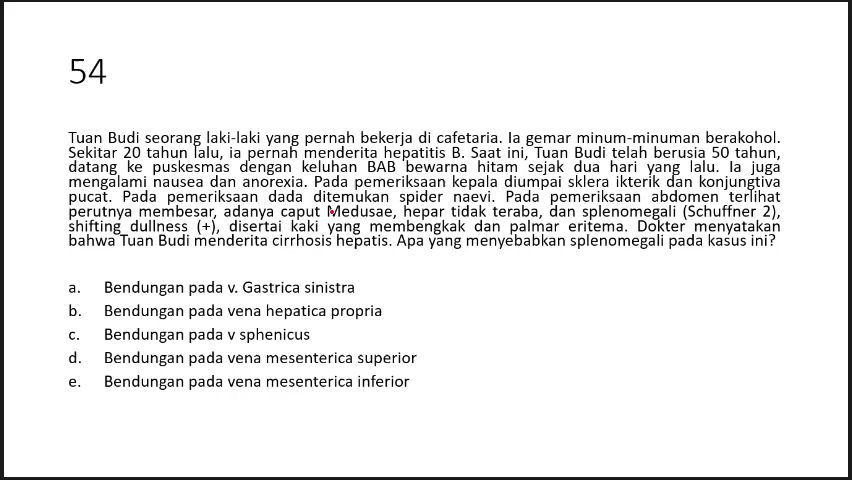 54
Tuan Budi seorang laki-laki yang pernah bekerja di cafetaria. Ia gemar minum-minuman berakohol.
Sekitar 20 tahun lalu, ia pernah menderita hepatitis B. Saat ini, Tuan Budi telah berusia 50 tahun,
datang ke puskesmas dengan keluhan BAB bewarna hitam sejak dua hari yang lalu. Ia juga
mengalami nausea dan anorexia. Pada pemeriksaan kepala diumpai sklera ikterik dan konjungtiva
pucat. Pada pemeriksaan dada ditemukan spider naevi. Pada pemeriksaan abdomen terlihat
perutnya membesar, adanya caput Medusae, hepar tidak teraba, dan splenomegali (Schuffner 2),
shifting dullness (+), disertai kaki yang membengkak dan palmar eritema. Dokter menyatakan
bahwa Tuan Budi menderita cirrhosis hepatis. Apa yang menyebabkan splenomegali pada kasus ini?
a. Bendungan pada v. Gastrica sinistra
b. Bendungan pada vena hepatica propria
c. Bendungan pada v sphenicus
d. Bendungan pada vena mesenterica superior
e. Bendungan pada vena mesenterica inferior